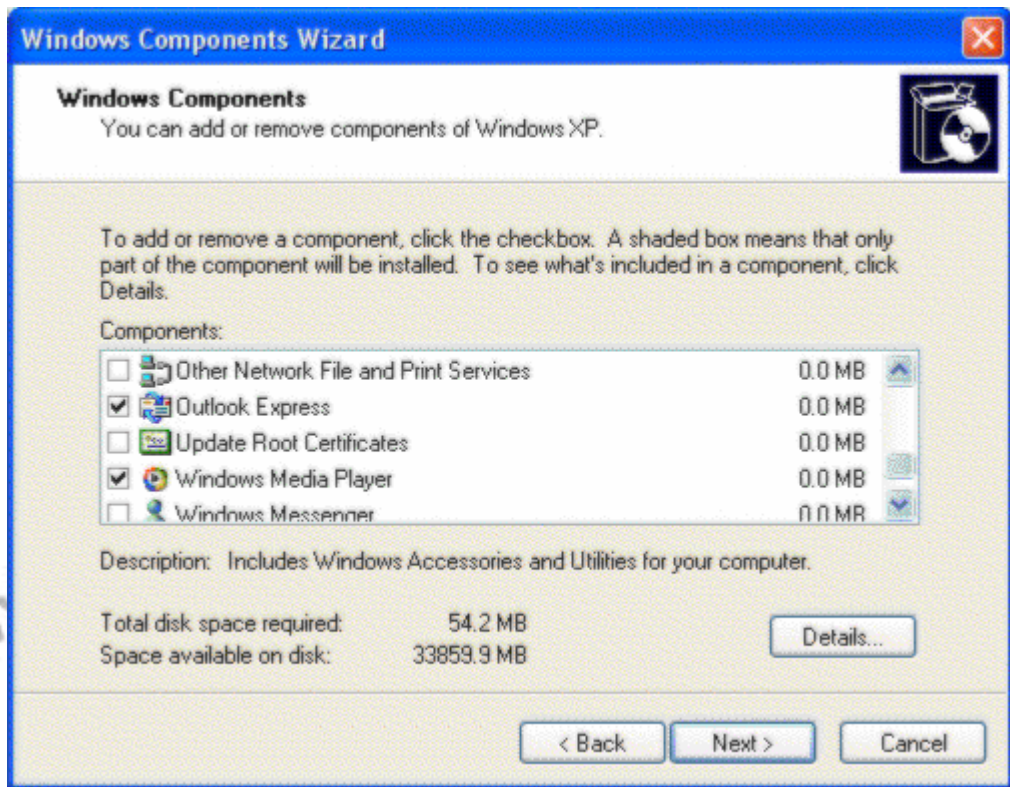 Windows Components Wizard
Windows Components
You can add or remove components of Windows XP.
To add or remove a component, click the checkbox. A shaded box means that only
part of the component will be installed. To see what's included in a component, click
Details.
Components:
Other Network File and Print Services 0.0 MB
Outlook Express 0.0 MB
Update Root Certificates 0.0 MB
Windows Media Player 0.0 MB
Windows Messenger 0.0 MB
Description: Includes Windows Accessories and Utilities for your computer.
Total disk space required: 54.2 MB
Space available on disk: 33859.9 MB
Details...
< Back Next > Cancel